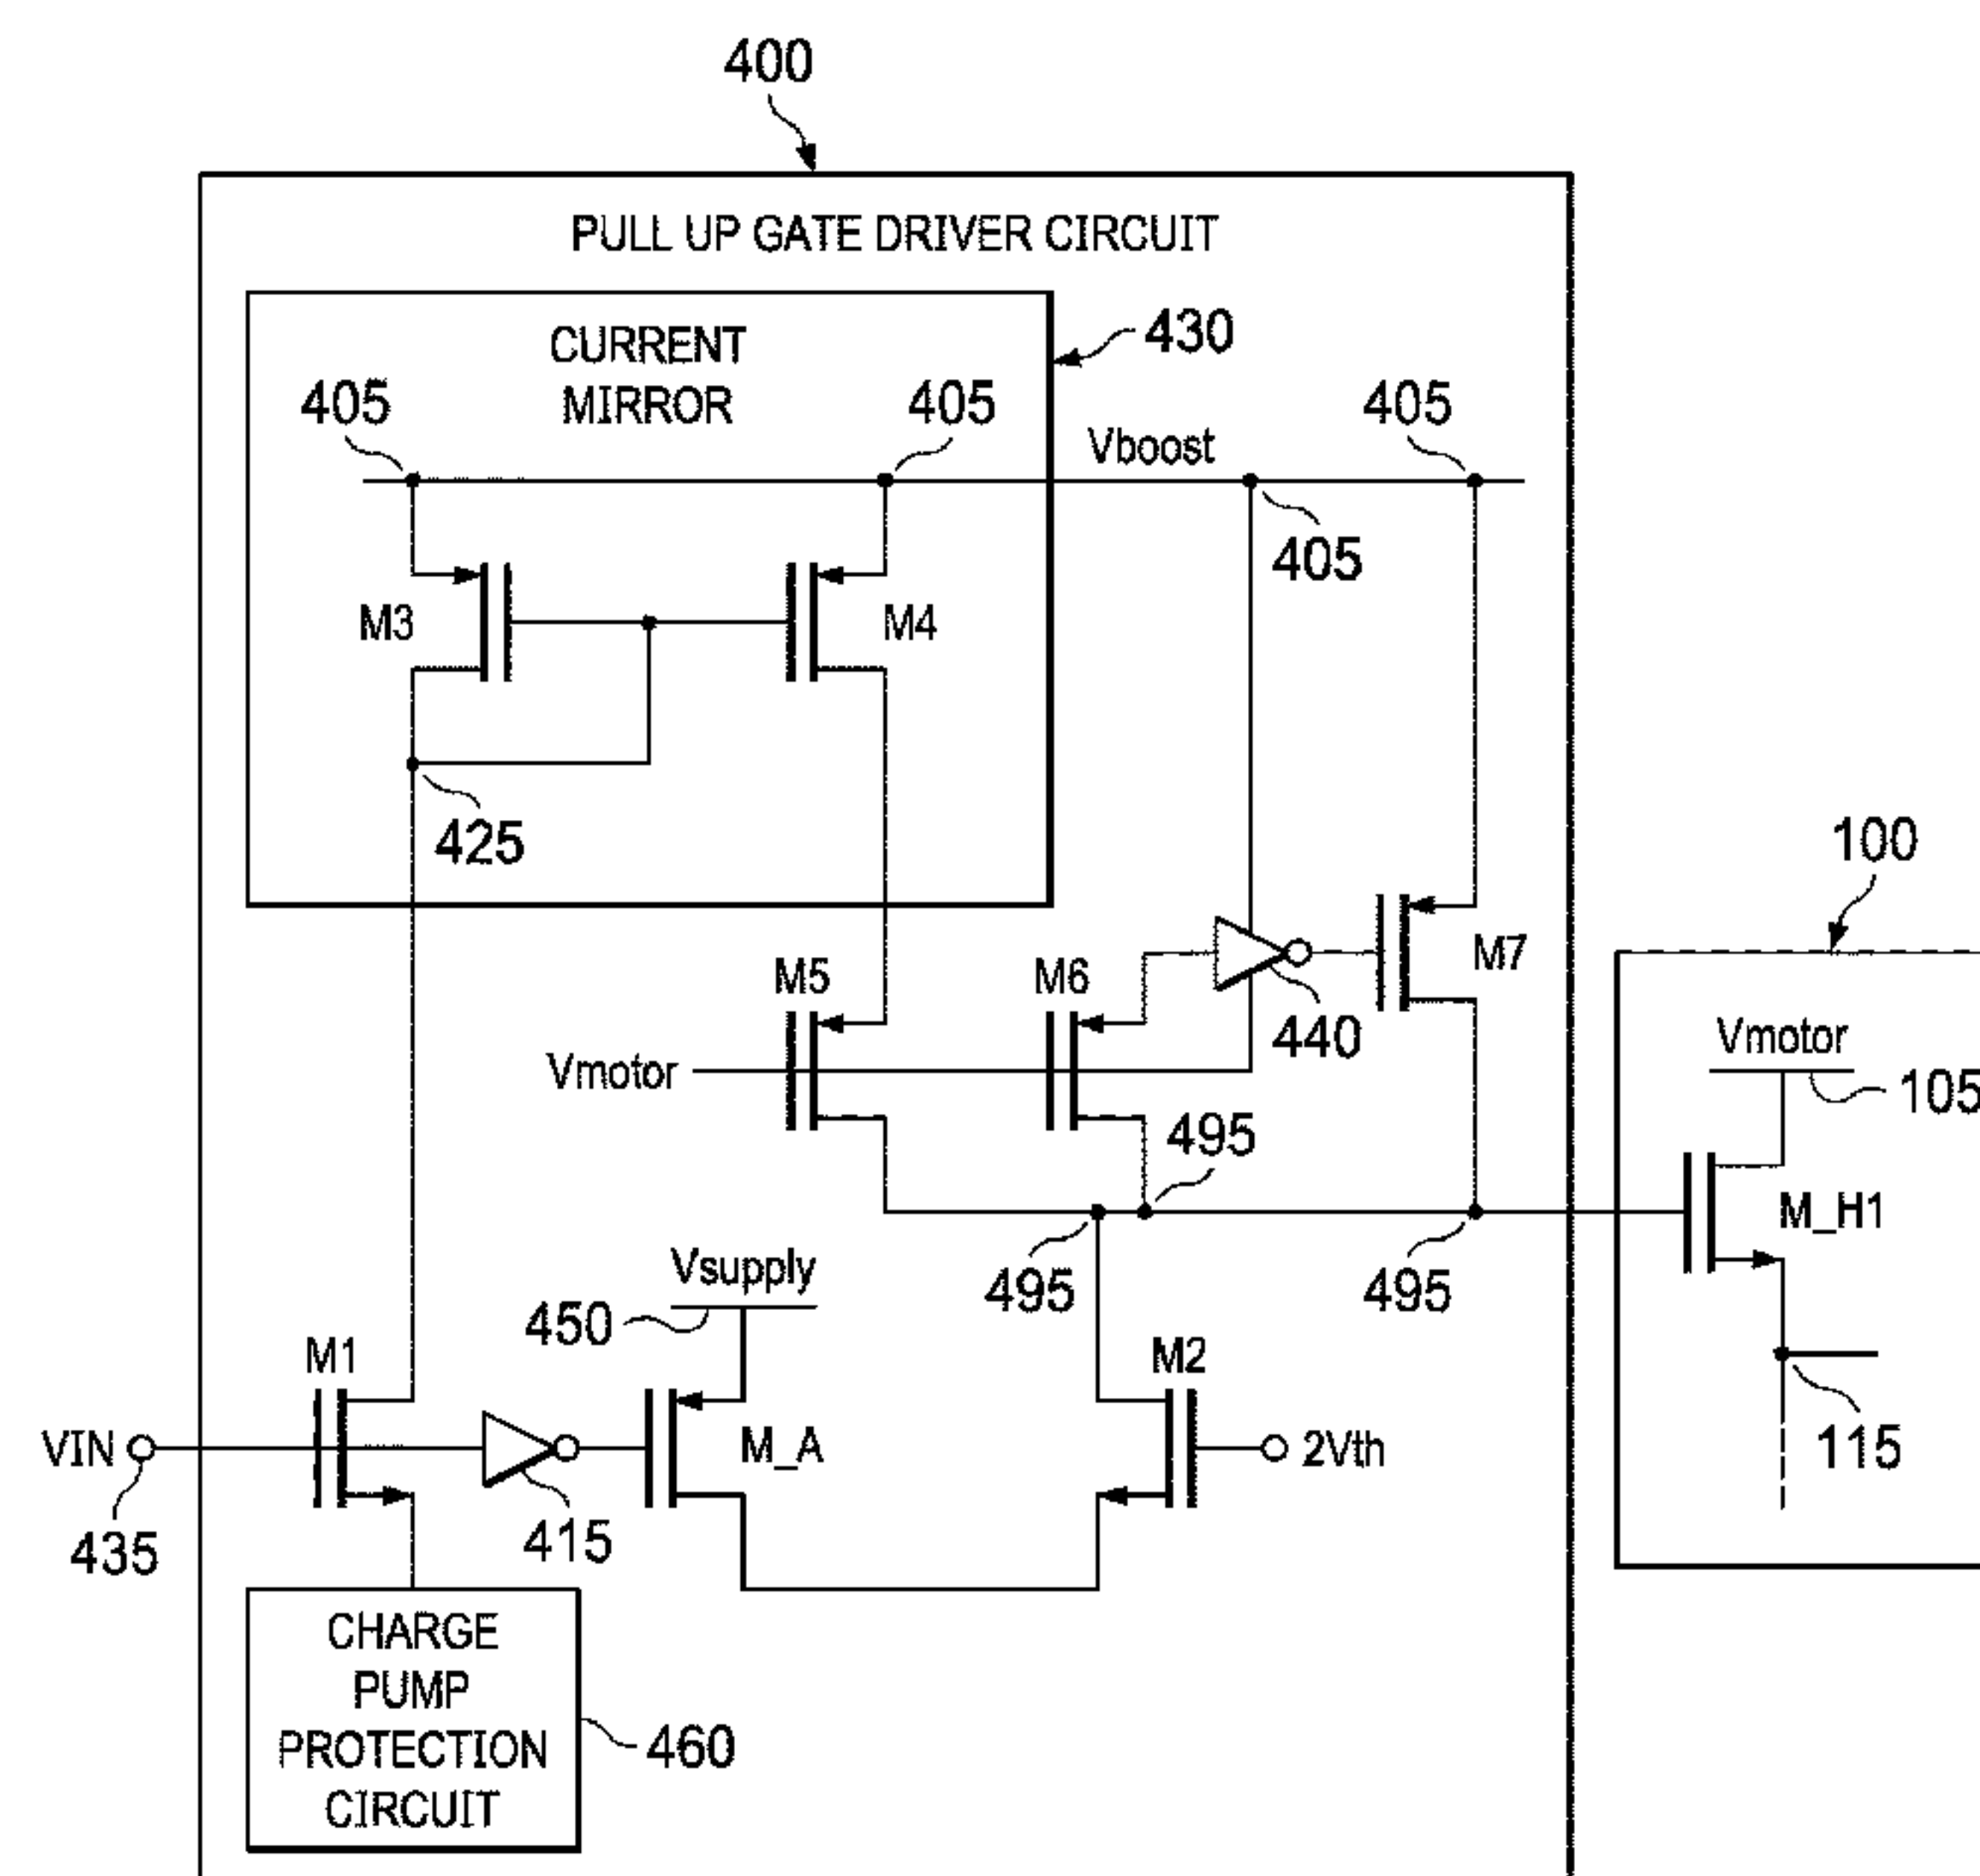 400
PULL UP GATE DRIVER CIRCUIT
CURRENT
MIRROR
430
405
405
405
Vboost
405
M3
M4
425
100
M5
M6
M7
440
Vmotor
Vmotor
105
495
M_H1
Vsupply
450
495
495
M1
M2
VIN
M_A
2Vth
115
435
415
CHARGE
PUMP
PROTECTION
CIRCUIT
460